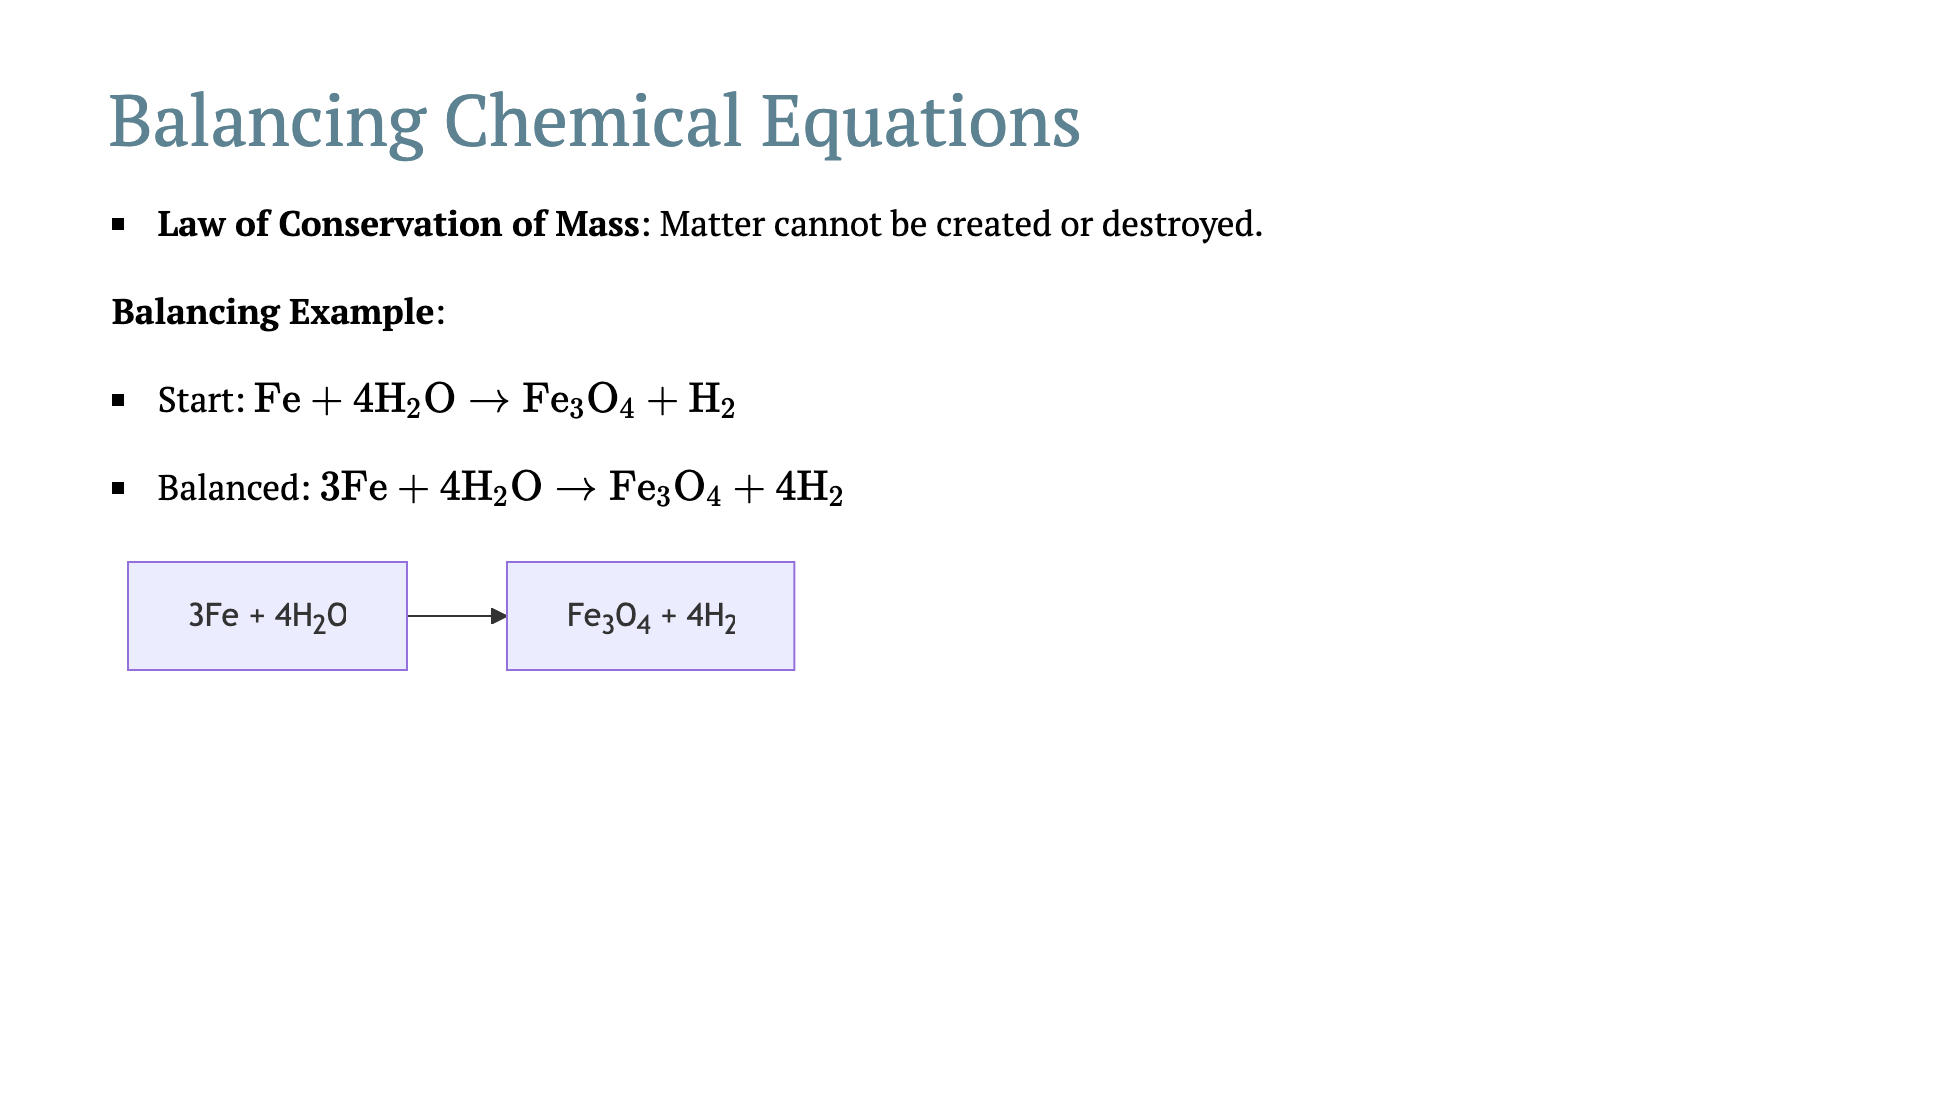 Balancing Chemical Equations
▪ Law of Conservation of Mass: Matter cannot be created or destroyed.
Balancing Example:
▪ Start: Fe + 4H₂O → Fe₃O₄ + H₂
▪ Balanced: 3Fe + 4H₂O → Fe₃O₄ + 4H₂
3Fe + 4H₂O
Fe₃O₄ + 4H₂